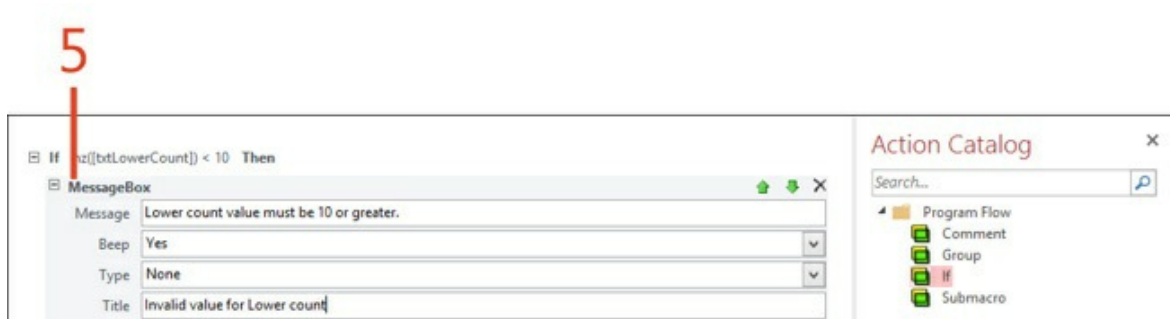 5
If nz([txtLowerCount]) < 10 Then
MessageBox
Message Lower count value must be 10 or greater.
Beep Yes
Type None
Title Invalid value for Lower count
Action Catalog
Search...
Program Flow
Comment
Group
If
Submacro